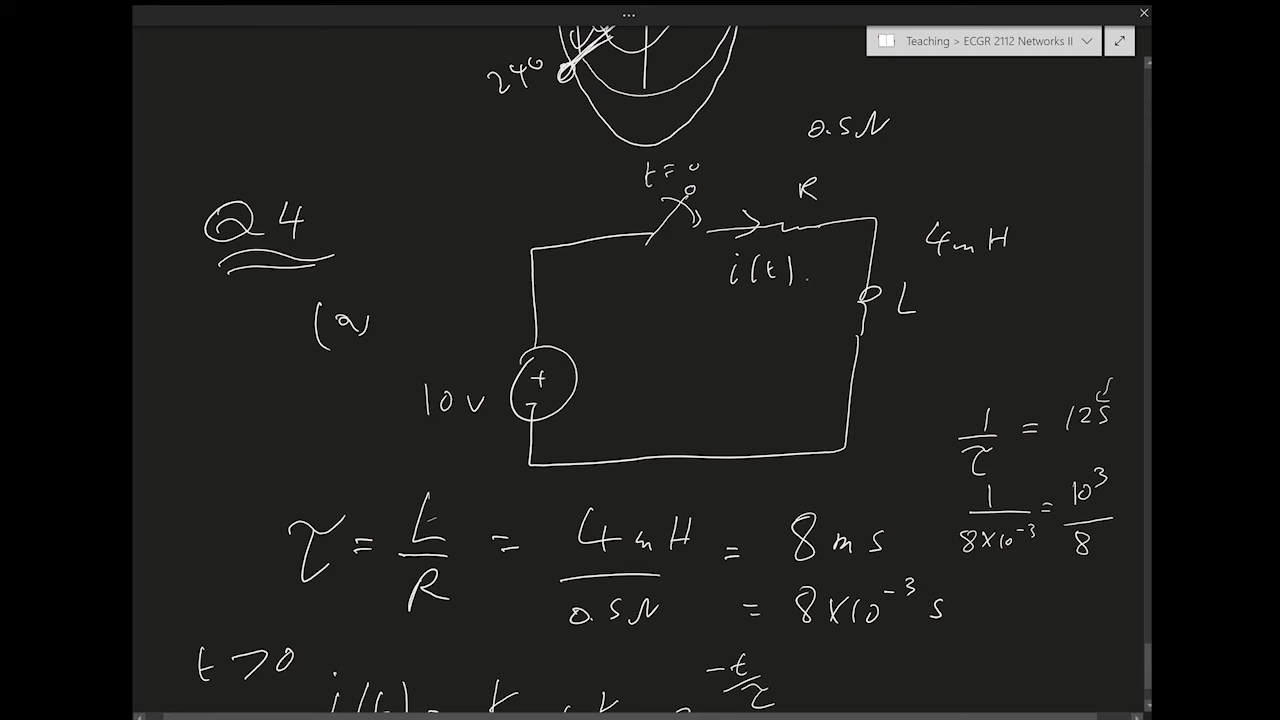 ...
Teaching > ECGR 2112 Networks II
240
0.5Ω
t=0
R
Q4
4mH
i(t).
L
(a)
10v
+
-
1/τ = 125
1/8×10⁻³ = 10³/8
τ = L/R = 4mH/0.5Ω = 8ms
= 8×10⁻³ s
t>0
-t/τ
i(t) =